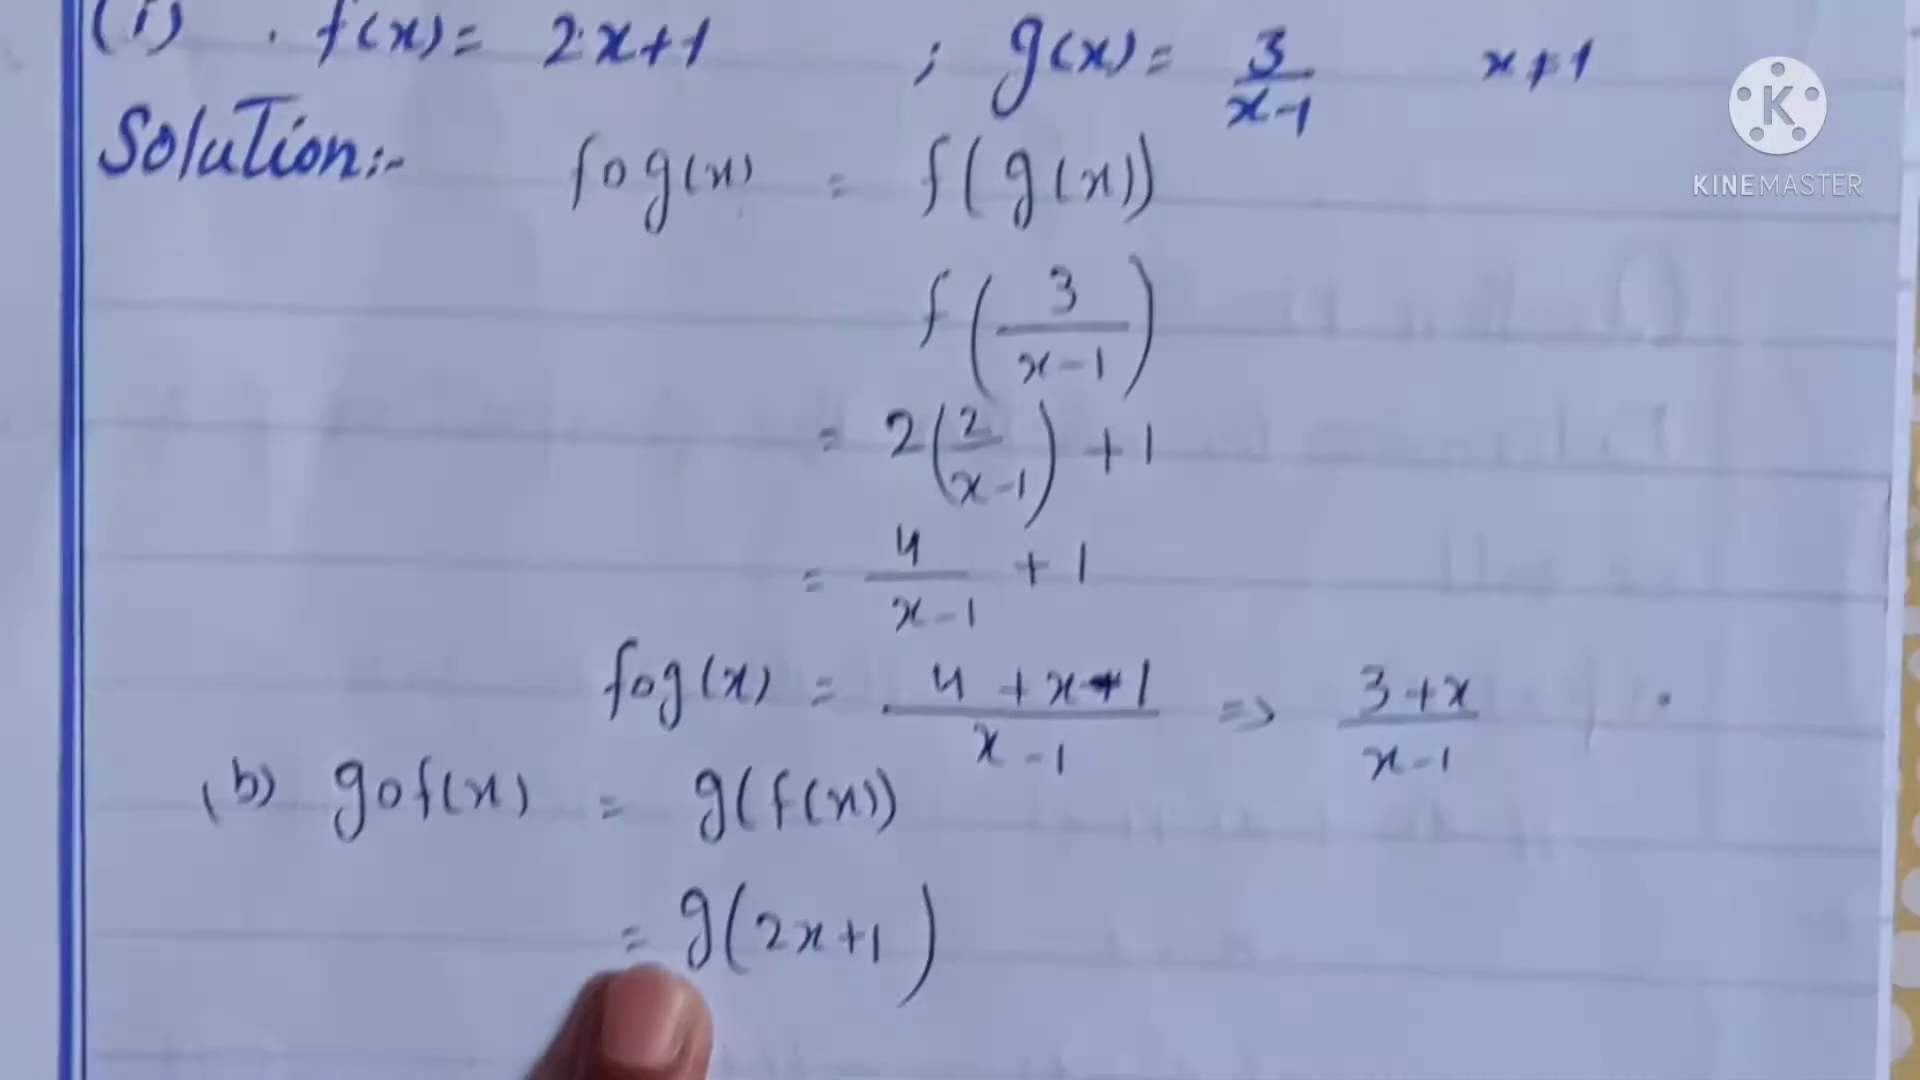 (i) . f(x) = 2x+1 ; g(x) = 3/(x-1) x≠1
KINEMASTER
Solution:- fog(x) = f(g(x))
f(3/(x-1))
= 2(2/(x-1)) + 1
= 4/(x-1) + 1
fog(x) = (4+x-1)/(x-1) => (3+x)/(x-1)
(b) gof(x) = g(f(x))
= g(2x+1)